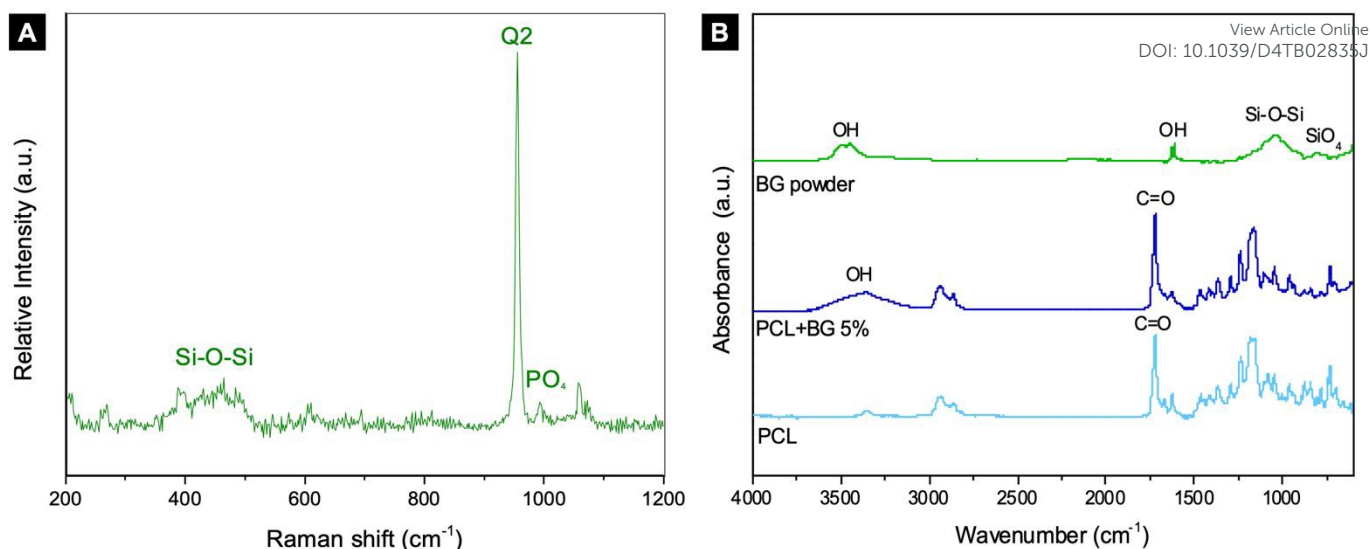 A
Q2
Si-O-Si
PO₄
Relative Intensity (a.u.)
200
400
600
800
1000
1200
Raman shift (cm⁻¹)
B
View Article Online
DOI: 10.1039/D4TB02835J
OH
OH
Si-O-Si
SiO₄
BG powder
C=O
OH
PCL+BG 5%
C=O
PCL
Absorbance (a.u.)
4000
3500
3000
2500
2000
1500
1000
Wavenumber (cm⁻¹)